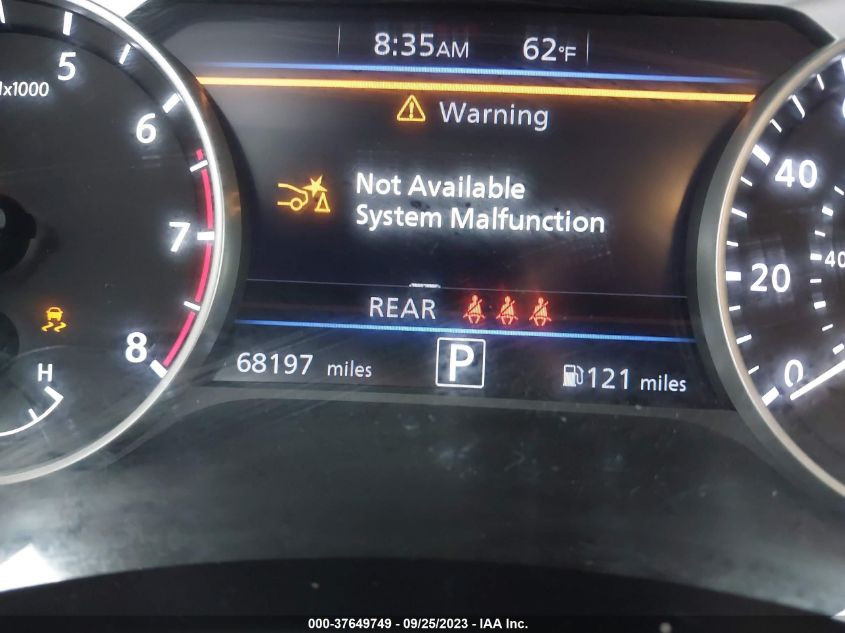 8:35AM 62°F
5
x1000
6
Warning
Not Available
System Malfunction
40
7
40
20
REAR
8
0
H
68197 miles P 121 miles
000-37649749 - 09/25/2023 - IAA Inc.